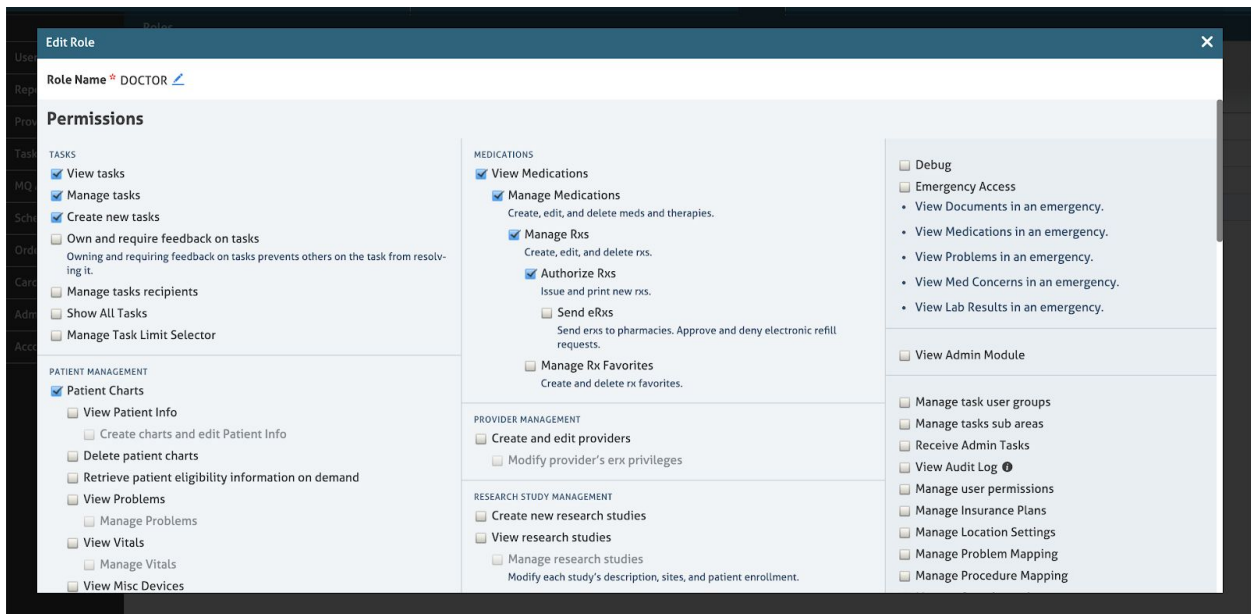 Roles
Edit Role
Role Name * DOCTOR
Permissions
TASKS
View tasks
Manage tasks
Create new tasks
Own and require feedback on tasks
Owning and requiring feedback on tasks prevents others on the task from resolv-
ing it.
Manage tasks recipients
Show All Tasks
Manage Task Limit Selector
PATIENT MANAGEMENT
Patient Charts
View Patient Info
Create charts and edit Patient Info
Delete patient charts
Retrieve patient eligibility information on demand
View Problems
Manage Problems
View Vitals
Manage Vitals
View Misc Devices
MEDICATIONS
View Medications
Manage Medications
Create, edit, and delete meds and therapies.
Manage Rxs
Create, edit, and delete rxs.
Authorize Rxs
Issue and print new rxs.
Send eRxs
Send erxs to pharmacies. Approve and deny electronic refill
requests.
Manage Rx Favorites
Create and delete rx favorites.
PROVIDER MANAGEMENT
Create and edit providers
Modify provider's erx privileges
RESEARCH STUDY MANAGEMENT
Create new research studies
View research studies
Manage research studies
Modify each study's description, sites, and patient enrollment.
Debug
Emergency Access
• View Documents in an emergency.
• View Medications in an emergency.
• View Problems in an emergency.
• View Med Concerns in an emergency.
• View Lab Results in an emergency.
View Admin Module
Manage task user groups
Manage tasks sub areas
Receive Admin Tasks
View Audit Log
Manage user permissions
Manage Insurance Plans
Manage Location Settings
Manage Problem Mapping
Manage Procedure Mapping